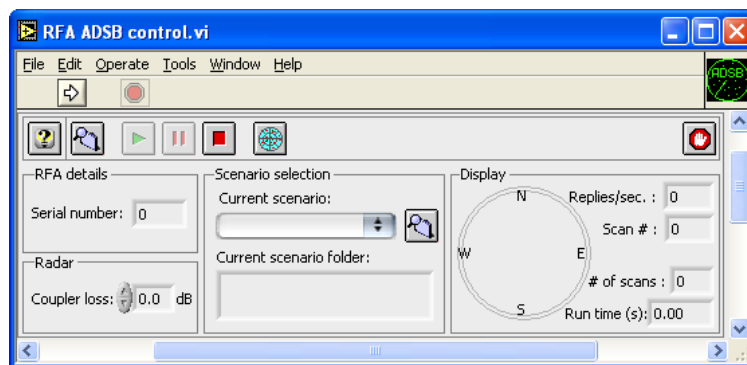 RFA ADSB control.vi
File Edit Operate Tools Window Help
ADSB
?
RFA details
Serial number: 0
Radar
Coupler loss: 0.0 dB
Scenario selection
Current scenario:
Current scenario folder:
Display
N
W E
S
Replies/sec. : 0
Scan # : 0
# of scans : 0
Run time (s): 0.00